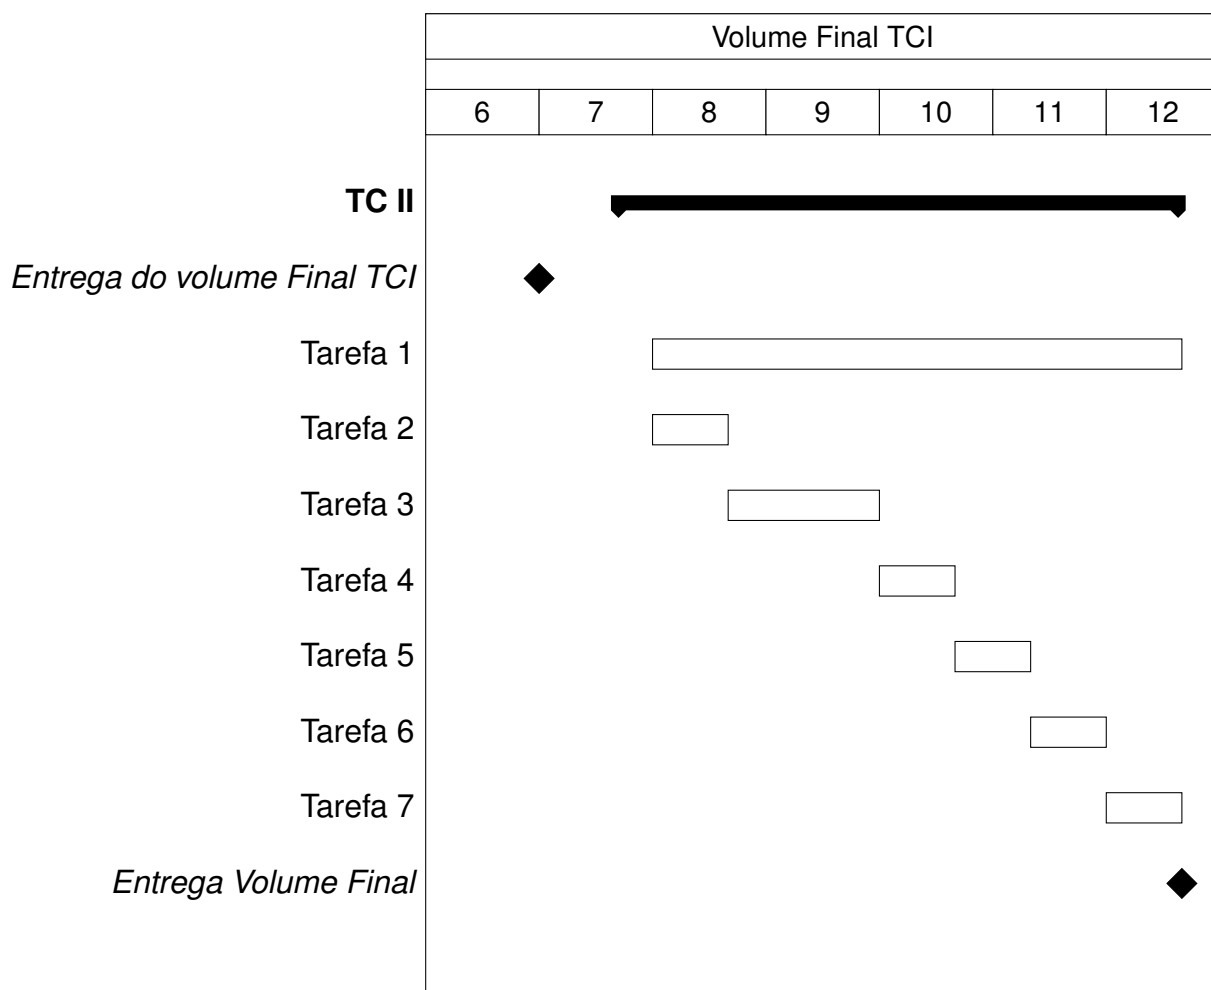 Volume Final TCI
6 7 8 9 10 11 12
TC II
Entrega do volume Final TCI
Tarefa 1
Tarefa 2
Tarefa 3
Tarefa 4
Tarefa 5
Tarefa 6
Tarefa 7
Entrega Volume Final